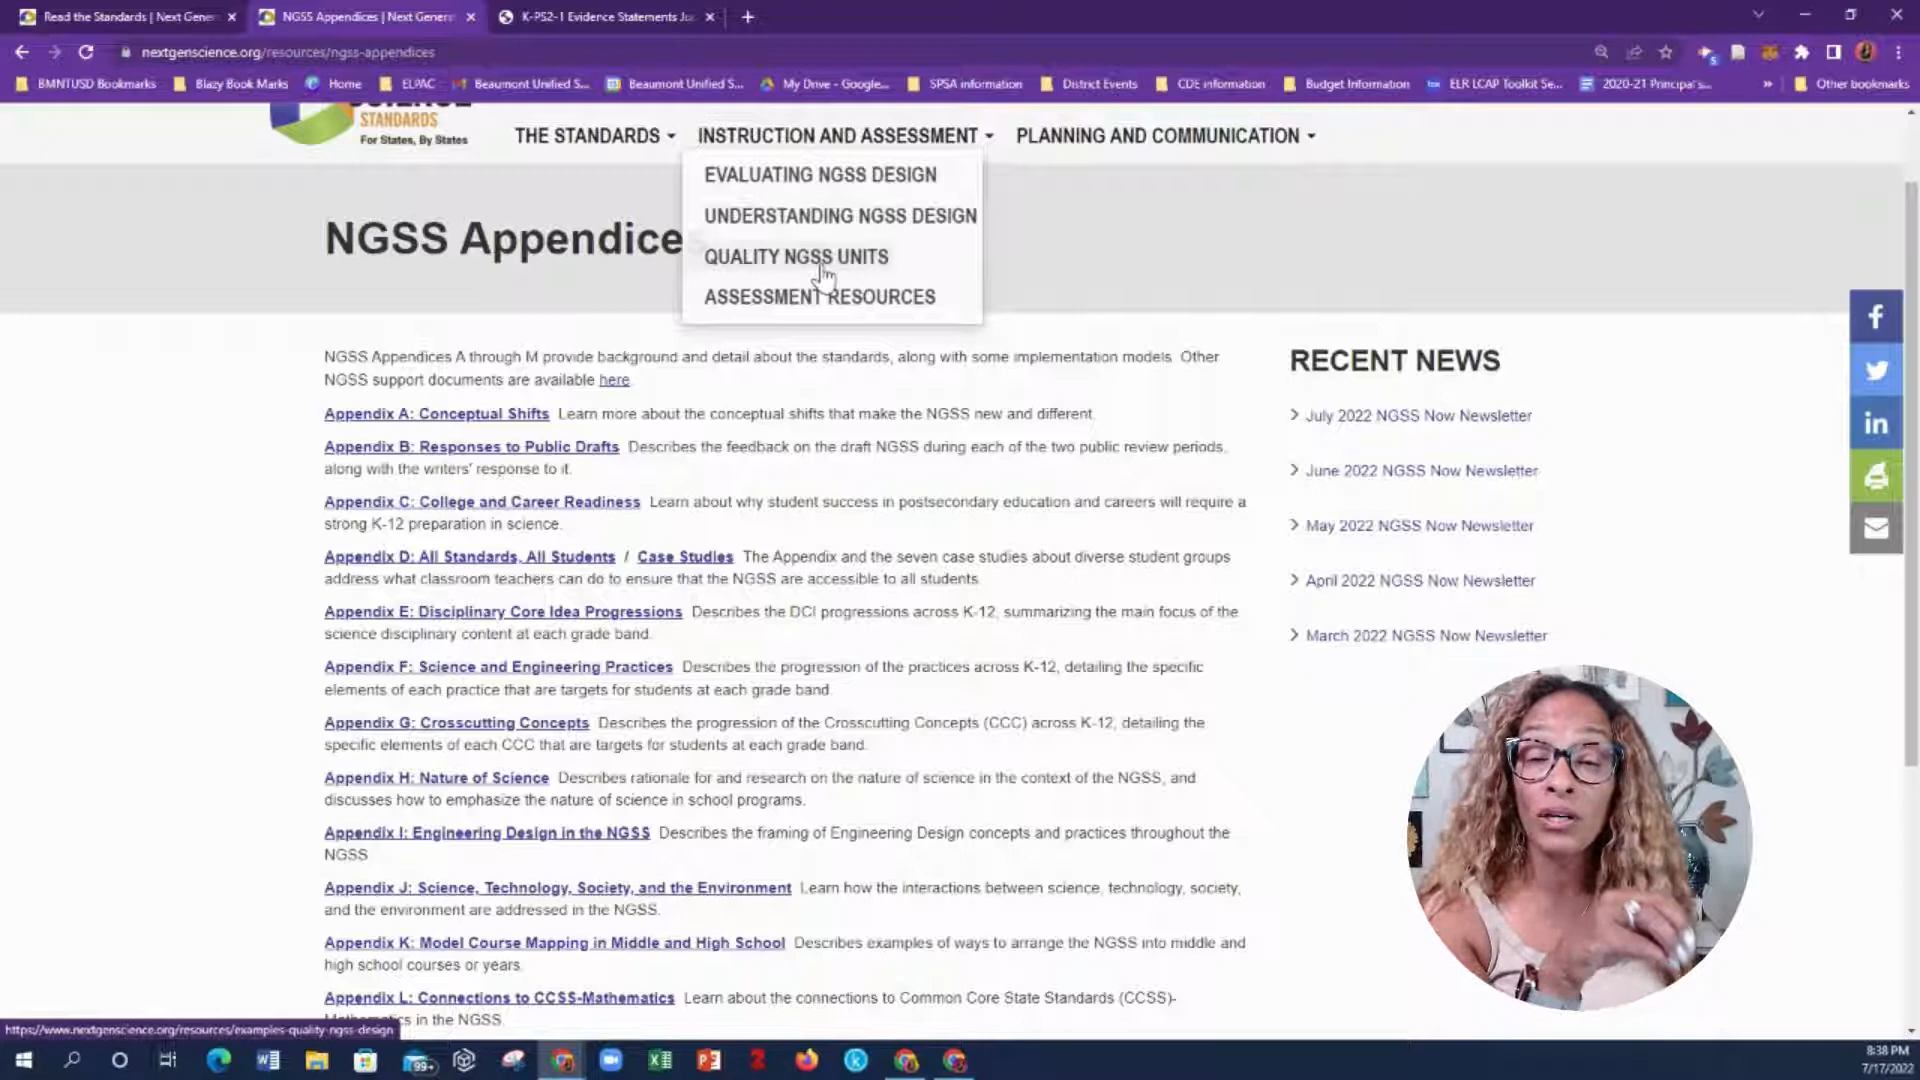 Read the Standards | Next Gener
NGSS Appendices | Next Genera
K-PS2-1 Evidence Statements Ju
nextgenscience.org/resources/ngss-appendices
BMNTUSD Bookmarks
Blazy Book Marks
Home
ELPAC
Beaumont Unified S...
Beaumont Unified S...
My Drive - Google...
SPSA information
District Events
CDE information
Budget Information
ELR LCAP Toolkit Se...
2020-21 Principal's...
»
Other bookmarks
SCIENCE
STANDARDS
For States, By States
THE STANDARDS
INSTRUCTION AND ASSESSMENT
PLANNING AND COMMUNICATION
EVALUATING NGSS DESIGN
UNDERSTANDING NGSS DESIGN
QUALITY NGSS UNITS
ASSESSMENT RESOURCES
NGSS Appendices
NGSS Appendices A through M provide background and detail about the standards, along with some implementation models. Other
NGSS support documents are available here.
Appendix A: Conceptual Shifts Learn more about the conceptual shifts that make the NGSS new and different.
Appendix B: Responses to Public Drafts Describes the feedback on the draft NGSS during each of the two public review periods,
along with the writers' response to it.
Appendix C: College and Career Readiness Learn about why student success in postsecondary education and careers will require a
strong K-12 preparation in science.
Appendix D: All Standards, All Students / Case Studies The Appendix and the seven case studies about diverse student groups
address what classroom teachers can do to ensure that the NGSS are accessible to all students.
Appendix E: Disciplinary Core Idea Progressions Describes the DCI progressions across K-12, summarizing the main focus of the
science disciplinary content at each grade band.
Appendix F: Science and Engineering Practices Describes the progression of the practices across K-12, detailing the specific
elements of each practice that are targets for students at each grade band.
Appendix G: Crosscutting Concepts Describes the progression of the Crosscutting Concepts (CCC) across K-12, detailing the
specific elements of each CCC that are targets for students at each grade band.
Appendix H: Nature of Science Describes rationale for and research on the nature of science in the context of the NGSS, and
discusses how to emphasize the nature of science in school programs.
Appendix I: Engineering Design in the NGSS Describes the framing of Engineering Design concepts and practices throughout the
NGSS
Appendix J: Science, Technology, Society, and the Environment Learn how the interactions between science, technology, society,
and the environment are addressed in the NGSS.
Appendix K: Model Course Mapping in Middle and High School Describes examples of ways to arrange the NGSS into middle and
high school courses or years.
Appendix L: Connections to CCSS-Mathematics Learn about the connections to Common Core State Standards (CCSS)-
Mathematics in the NGSS.
RECENT NEWS
July 2022 NGSS Now Newsletter
June 2022 NGSS Now Newsletter
May 2022 NGSS Now Newsletter
April 2022 NGSS Now Newsletter
March 2022 NGSS Now Newsletter
https://www.nextgenscience.org/resources/examples-quality-ngss-design
99+
8:38 PM
7/17/2022